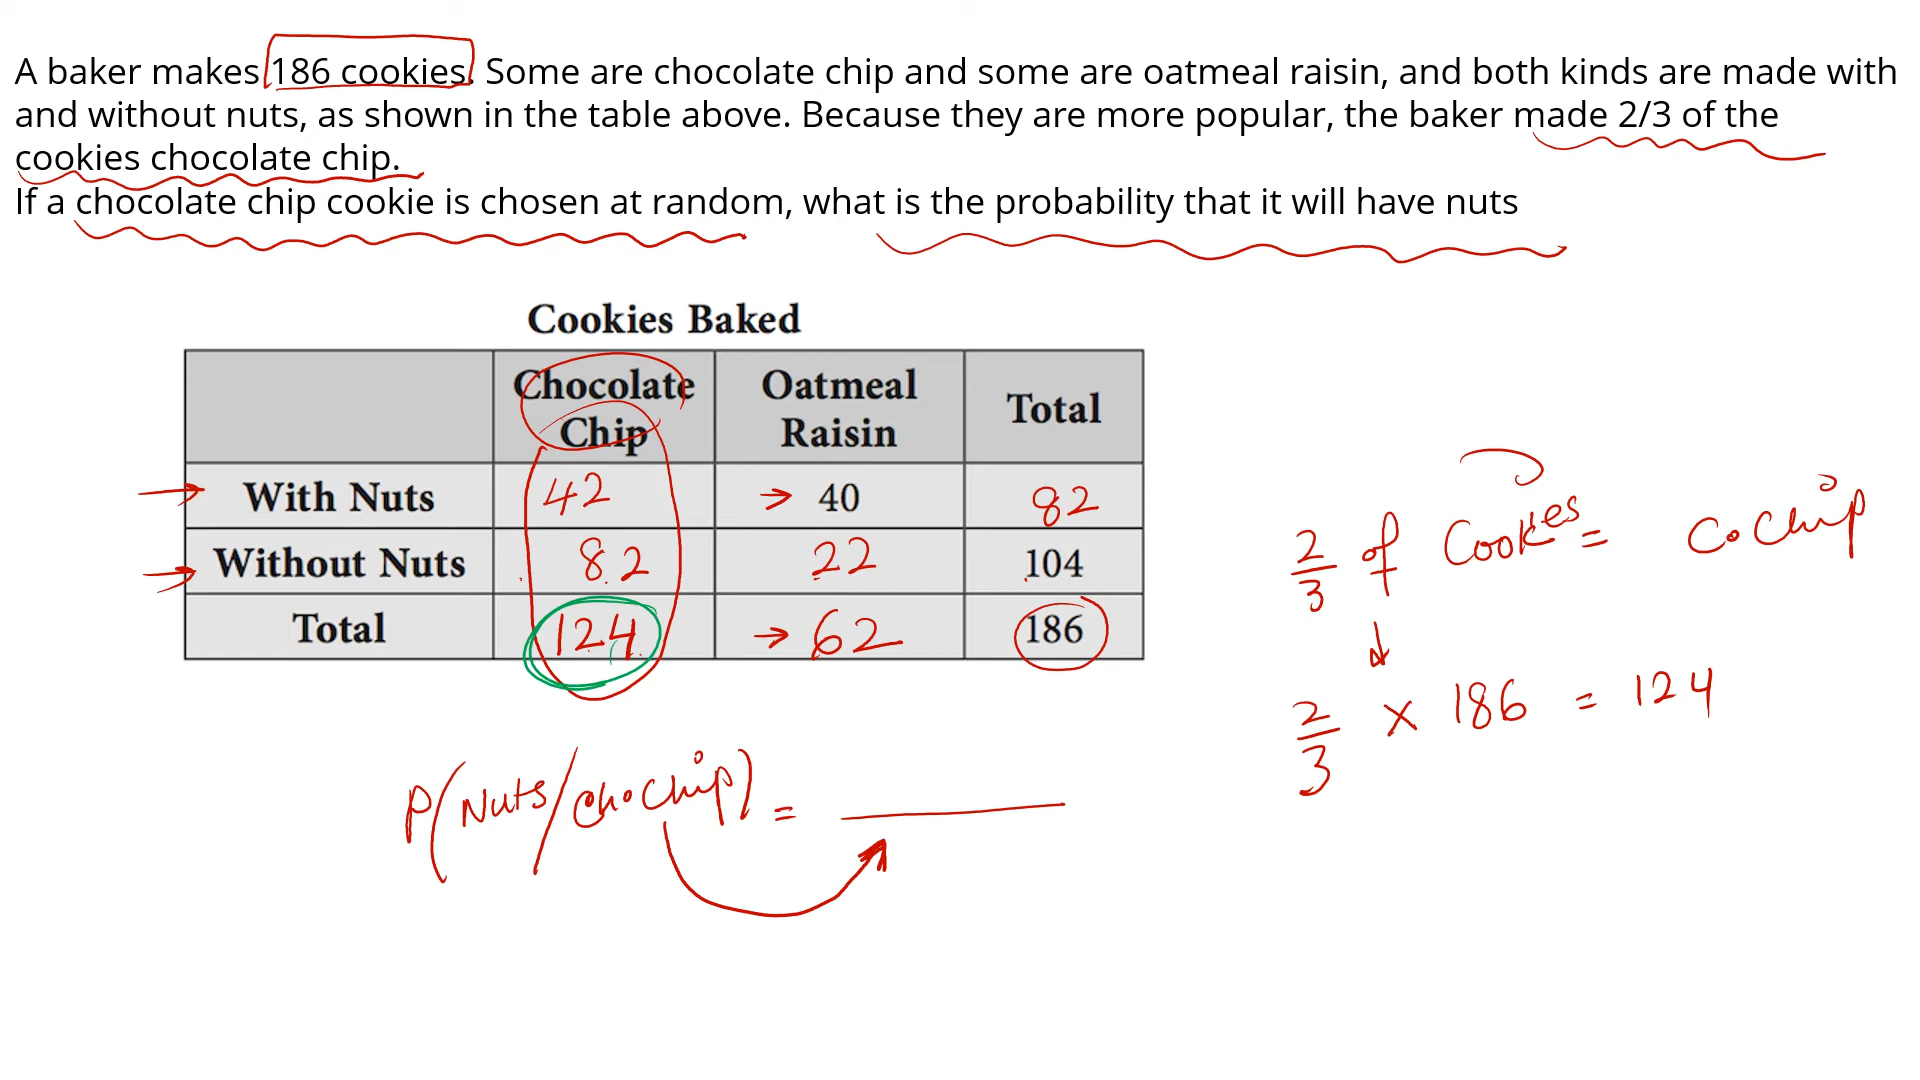 A baker makes 186 cookies. Some are chocolate chip and some are oatmeal raisin, and both kinds are made with
and without nuts, as shown in the table above. Because they are more popular, the baker made 2/3 of the
cookies chocolate chip.
If a chocolate chip cookie is chosen at random, what is the probability that it will have nuts
Cookies Baked
Chocolate Chip Oatmeal Raisin Total
With Nuts 42 40 82
Without Nuts 82 22 104
Total 124 62 186
2/3 of Cookies = C. Chip
2/3 × 186 = 124
P(Nuts/Cho.Chip) =